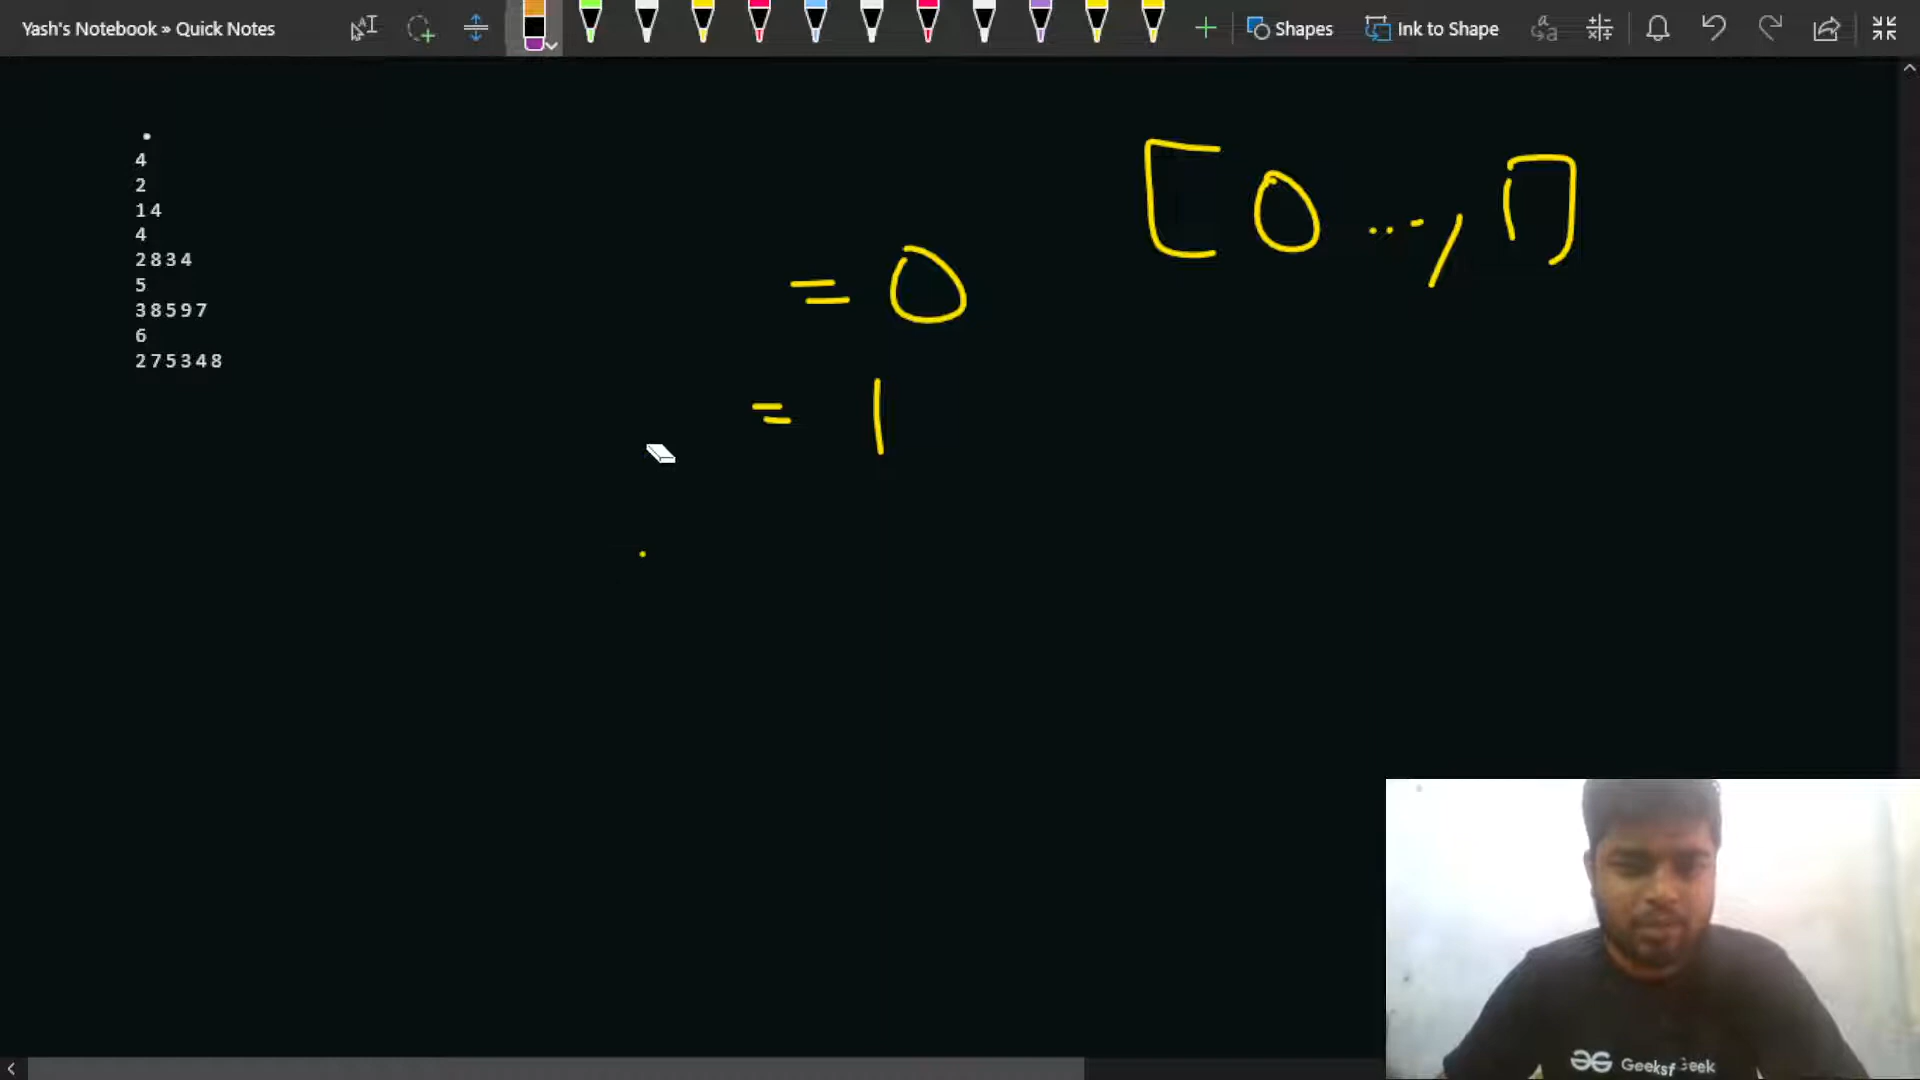 Yash's Notebook » Quick Notes
Shapes
Ink to Shape
4
2
1 4
4
2 8 3 4
5
3 8 5 9 7
6
2 7 5 3 4 8
[ 0 ..., n ]
= 0
= 1